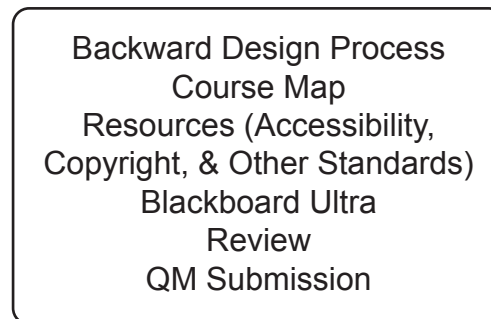 Backward Design Process
Course Map
Resources (Accessibility,
Copyright, & Other Standards)
Blackboard Ultra
Review
QM Submission